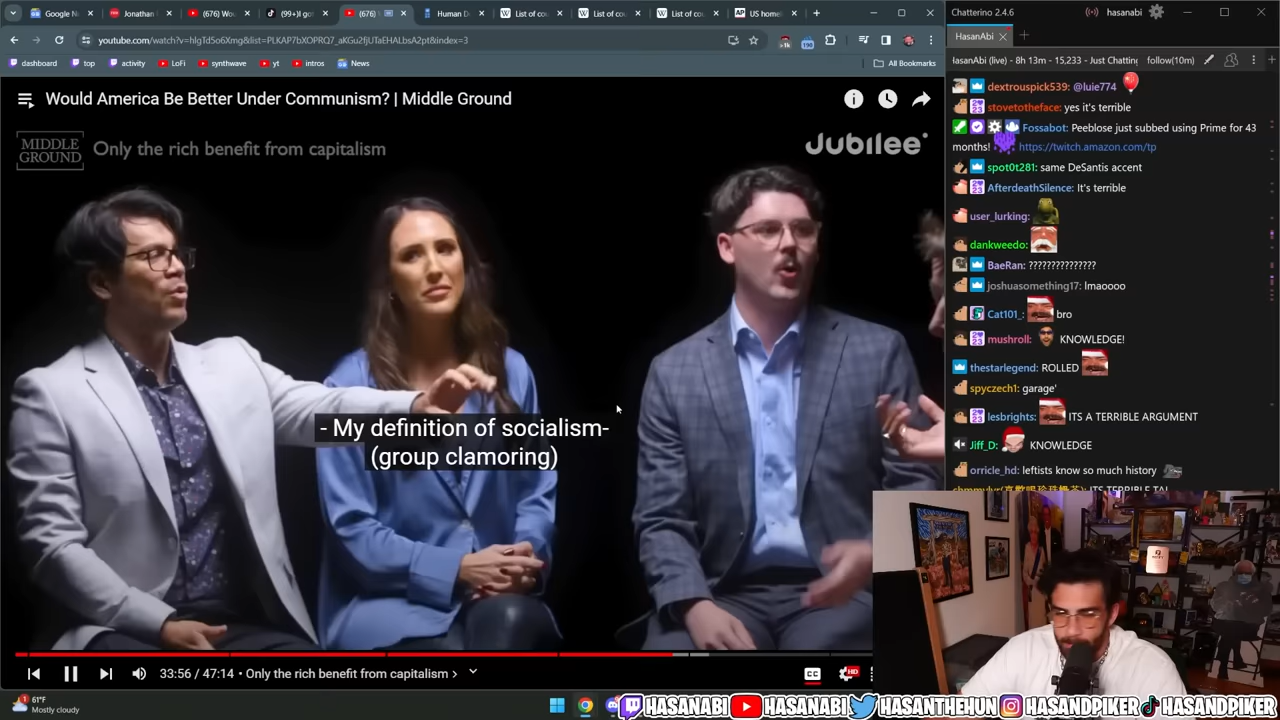 Google N
Jonathan
(676) Wo
(99+)
(676)
Human D
List of co
List of co
List of co
AP
US home
youtube.com/watch?v=hlgTd5o6Xmg&list=PLKAP7bXOPRQ7_aKGu2fjUTaEHALbsA2pt&index=3
dashboard
top
activity
LoFi
synthwave
yt
intros
News
All Bookmarks
Would America Be Better Under Communism? | Middle Ground
MIDDLE
GROUND
Only the rich benefit from capitalism
Jubilee
- My definition of socialism-
(group clamoring)
33:56 / 47:14 • Only the rich benefit from capitalism >
CC
HD
61°F
Mostly cloudy
Chatterino 2.4.6
hasanabi
HasanAbi
HasanAbi (live) - 8h 13m - 15,233 - Just Chatting
follow(10m)
dextrouspick539: @luie774
stovetotheface: yes it's terrible
Fossabot: Peeblose just subbed using Prime for 43
months! https://twitch.amazon.com/tp
spot0t281: same DeSantis accent
AfterdeathSilence: It's terrible
user_lurking:
dankweedo:
BaeRan: ???????????????
joshuasomething17: lmaoooo
Cat101_: bro
mushroll: KNOWLEDGE!
thestarlegend: ROLLED
spyczech1: garage'
lesbrights: ITS A TERRIBLE ARGUMENT
Jiff_D: KNOWLEDGE
orricle_hd: leftists know so much history
HASANABI
HASANABI
HASANTHEHUN
HASANDPIKER
HASANDPIKER